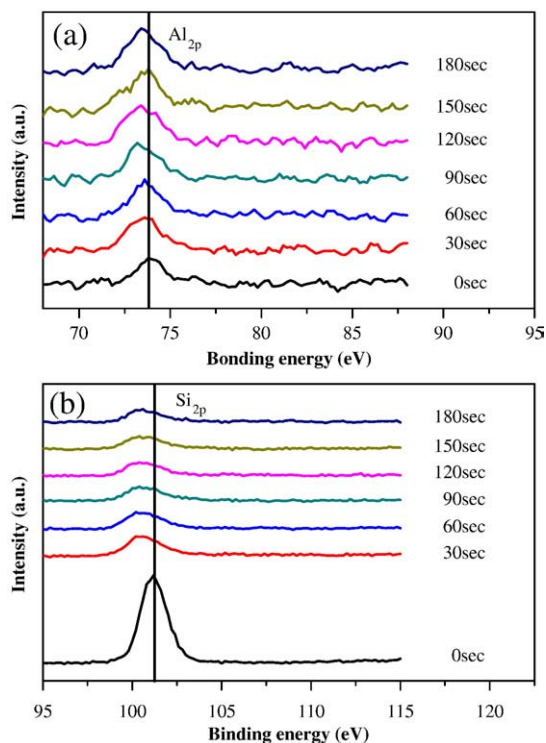 (a)
Al2p
180sec
150sec
120sec
90sec
60sec
30sec
0sec
Intensity (a.u.)
70 75 80 85 90 95
Bonding energy (eV)
(b)
Si2p
180sec
150sec
120sec
90sec
60sec
30sec
0sec
Intensity (a.u.)
95 100 105 110 115 120
Binding energy (eV)